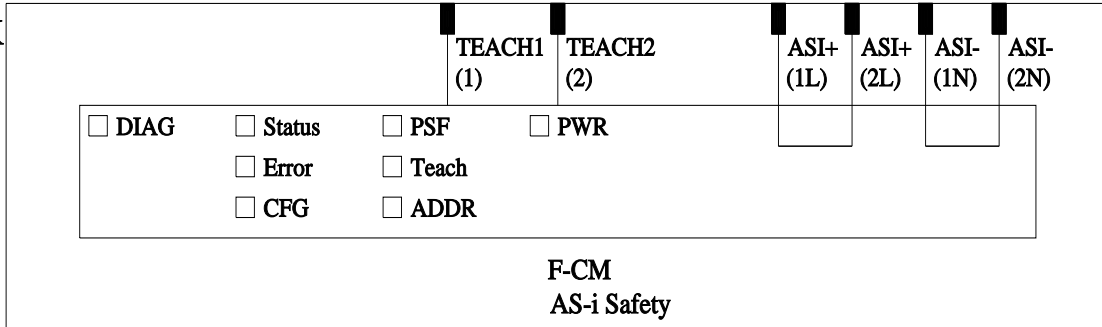 TEACH1 TEACH2 ASI+ ASI+ ASI- ASI-
(1) (2) (1L) (2L) (1N) (2N)
DIAG Status PSF PWR
Error Teach
CFG ADDR
F-CM
AS-i Safety